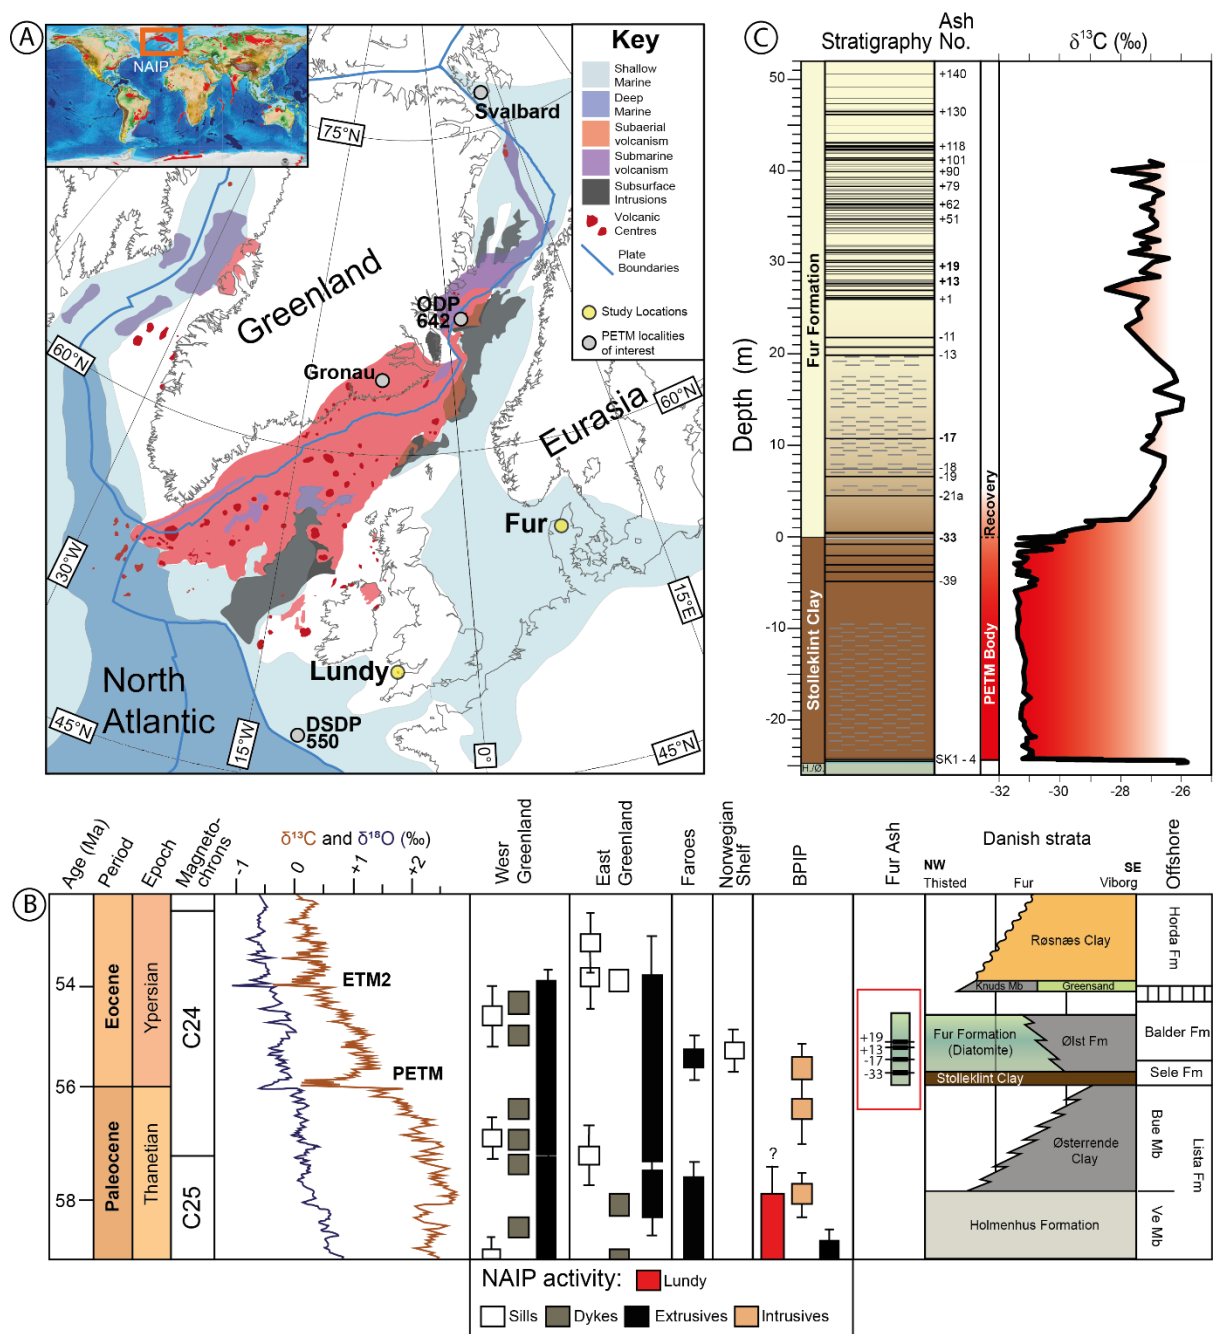 A
NAIP
Svalbard
75°N
Greenland
ODP
642
60°N
Gronau
60°N
Eurasia
Fur
30°W
15°E
Lundy
North
Atlantic
DSDP
550
45°N
15°W
0°
45°N
Key
Shallow
Marine
Deep
Marine
Subaerial
volcanism
Submarine
volcanism
Subsurface
Intrusions
Volcanic
Centres
Plate
Boundaries
Study Locations
PETM localities
of interest
C
Stratigraphy
Ash
No.
δ¹³C (‰)
Depth (m)
50
40
30
20
10
0
-10
-20
Fur Formation
Stolleklint Clay
H./Ø.
+140
+130
+118
+101
+90
+79
+62
+51
+19
+13
+1
-11
-13
-17
-18
-19
-21a
-33
-39
SK1 - 4
Recovery
PETM Body
-32
-30
-28
-26
-24
B
Age (Ma)
Period
Epoch
Magneto-
chrons
δ¹³C and δ¹⁸O (‰)
-1
0
+1
+2
Wesr
Greenland
East
Greenland
Faroes
Norwegian
Shelf
BPIP
Fur Ash
Danish strata
NW
SE
Thisted
Fur
Viborg
Offshore
54
56
58
Eocene
Paleocene
Ypersian
Thanetian
C24
C25
ETM2
PETM
?
+19
+13
-17
-33
Røsnæs Clay
Knuds Mb
Greensand
Fur Formation
(Diatomite)
Ølst Fm
Stolleklint Clay
Østerrende
Clay
Holmenhus Formation
Horda Fm
Balder Fm
Sele Fm
Bue Mb
Ve Mb
Lista Fm
NAIP activity:
Lundy
Sills
Dykes
Extrusives
Intrusives